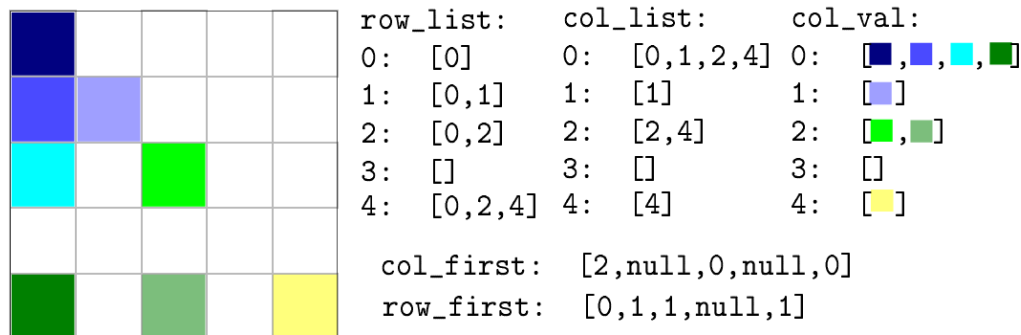 row_list: col_list: col_val:
0: [0] 0: [0,1,2,4] 0: [ , , , ]
1: [0,1] 1: [1] 1: [ ]
2: [0,2] 2: [2,4] 2: [ , ]
3: [] 3: [] 3: []
4: [0,2,4] 4: [4] 4: [ ]
col_first: [2,null,0,null,0]
row_first: [0,1,1,null,1]